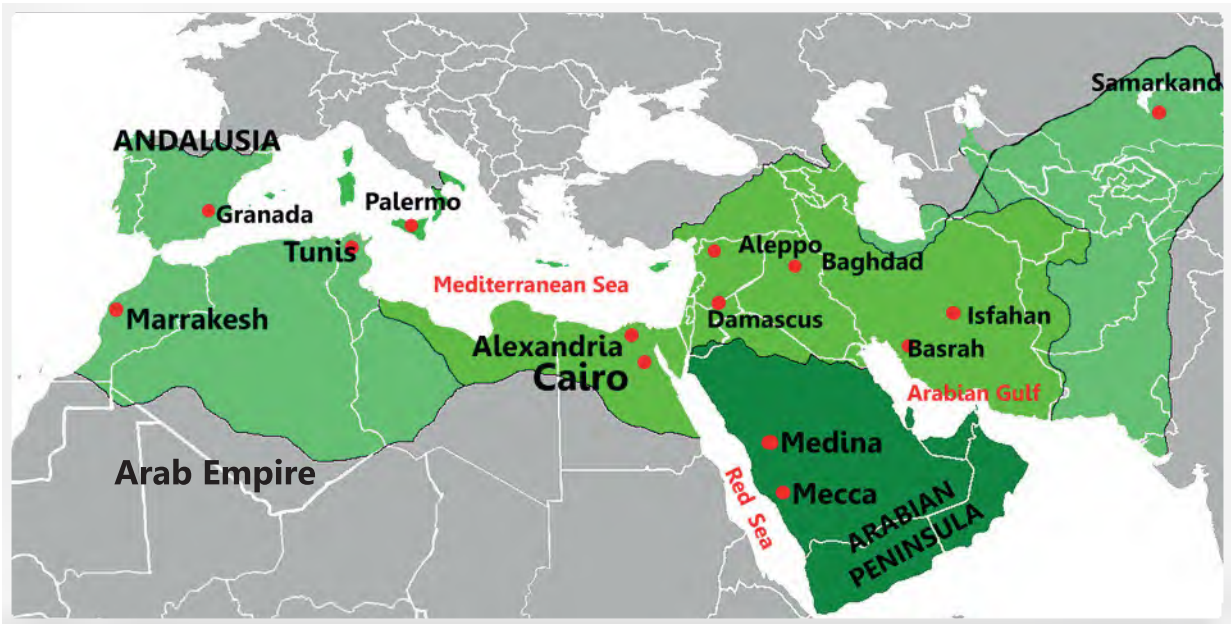 Samarkand
ANDALUSIA
Palermo
Granada
Tunis
Aleppo
Baghdad
Mediterranean Sea
Marrakesh
Damascus
Isfahan
Alexandria
Basrah
Cairo
Arabian Gulf
Medina
Arab Empire
Mecca
Red Sea
ARABIAN
PENINSULA